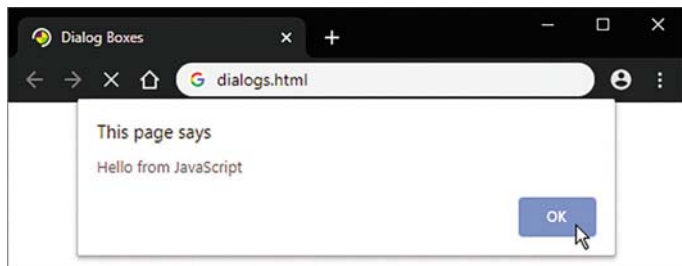 Dialog Boxes
G dialogs.html
This page says
Hello from JavaScript
OK